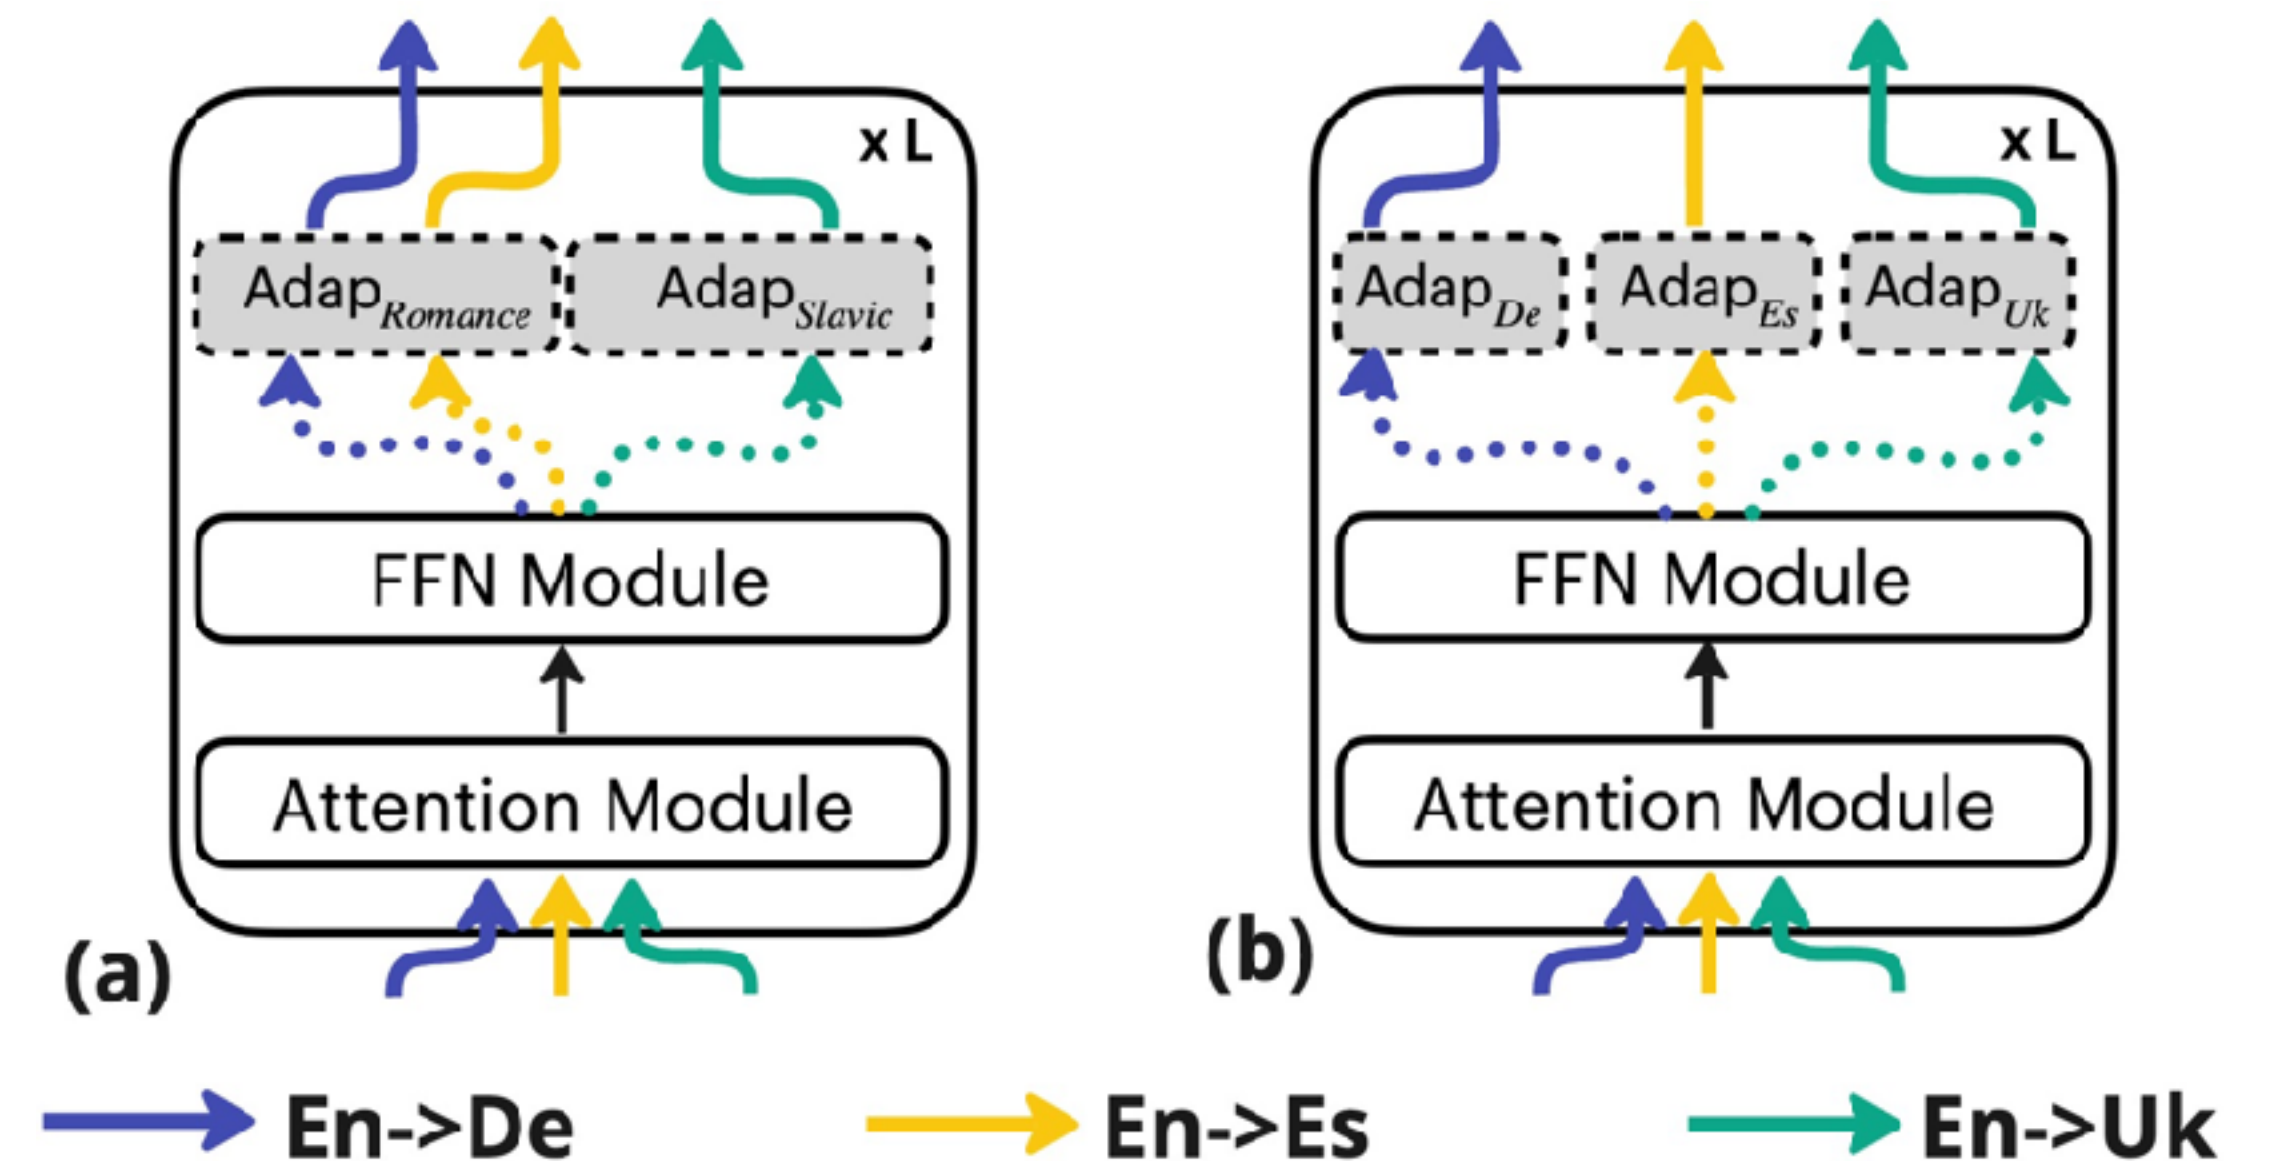 x L
Adap_Romance Adap_Slavic
FFN Module
Attention Module
(a)
x L
Adap_De Adap_Es Adap_Uk
FFN Module
Attention Module
(b)
En->De En->Es En->Uk